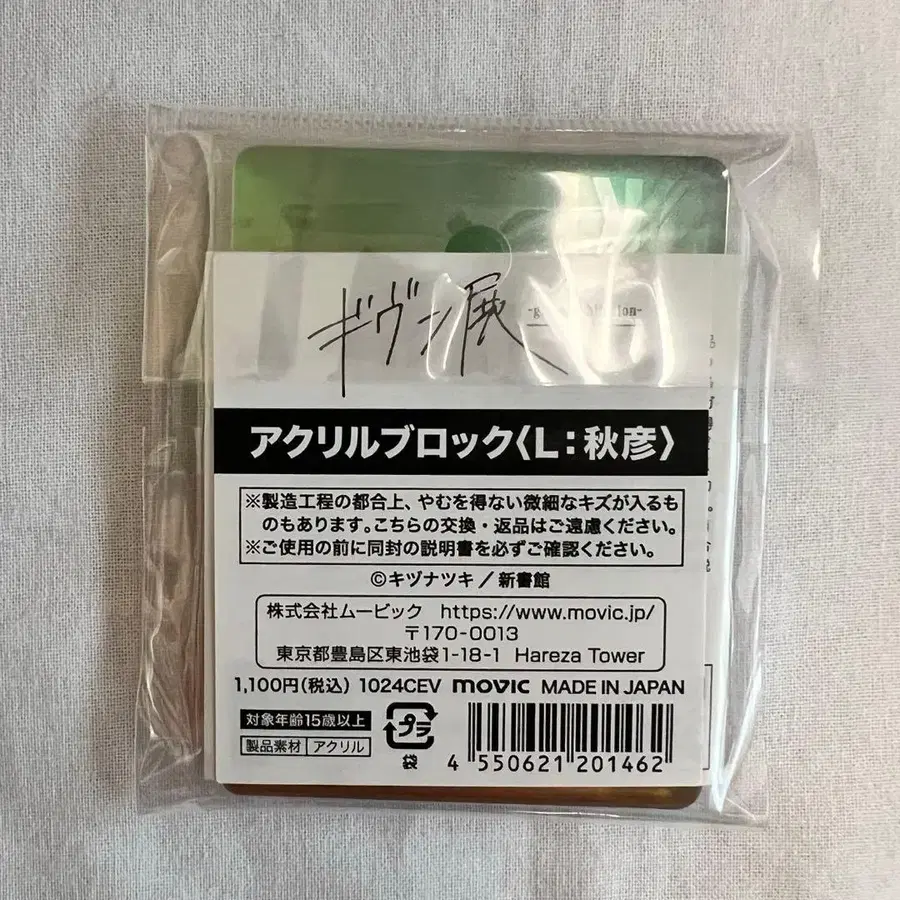 ギヴン展
アクリルブロック〈L：秋彦〉
※製造工程の都合上、やむを得ない微細なキズが入るも
のもあります。こちらの交換・返品はご遠慮ください。
※ご使用の前に同封の説明書を必ずご確認ください。
©キヅナツキ／新書館
株式会社ムービック https://www.movic.jp/
〒170-0013
東京都豊島区東池袋1-18-1 Hareza Tower
1,100円(税込) 1024CEV movic MADE IN JAPAN
対象年齢15歳以上
製品素材 アクリル
プラ
袋
4 550621 201462